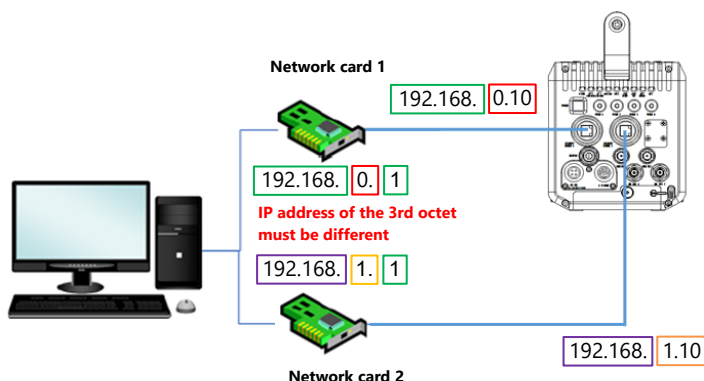 Network card 1
192.168. 0.10
192.168. 0. 1
IP address of the 3rd octet
must be different
192.168. 1. 1
192.168. 1.10
Network card 2